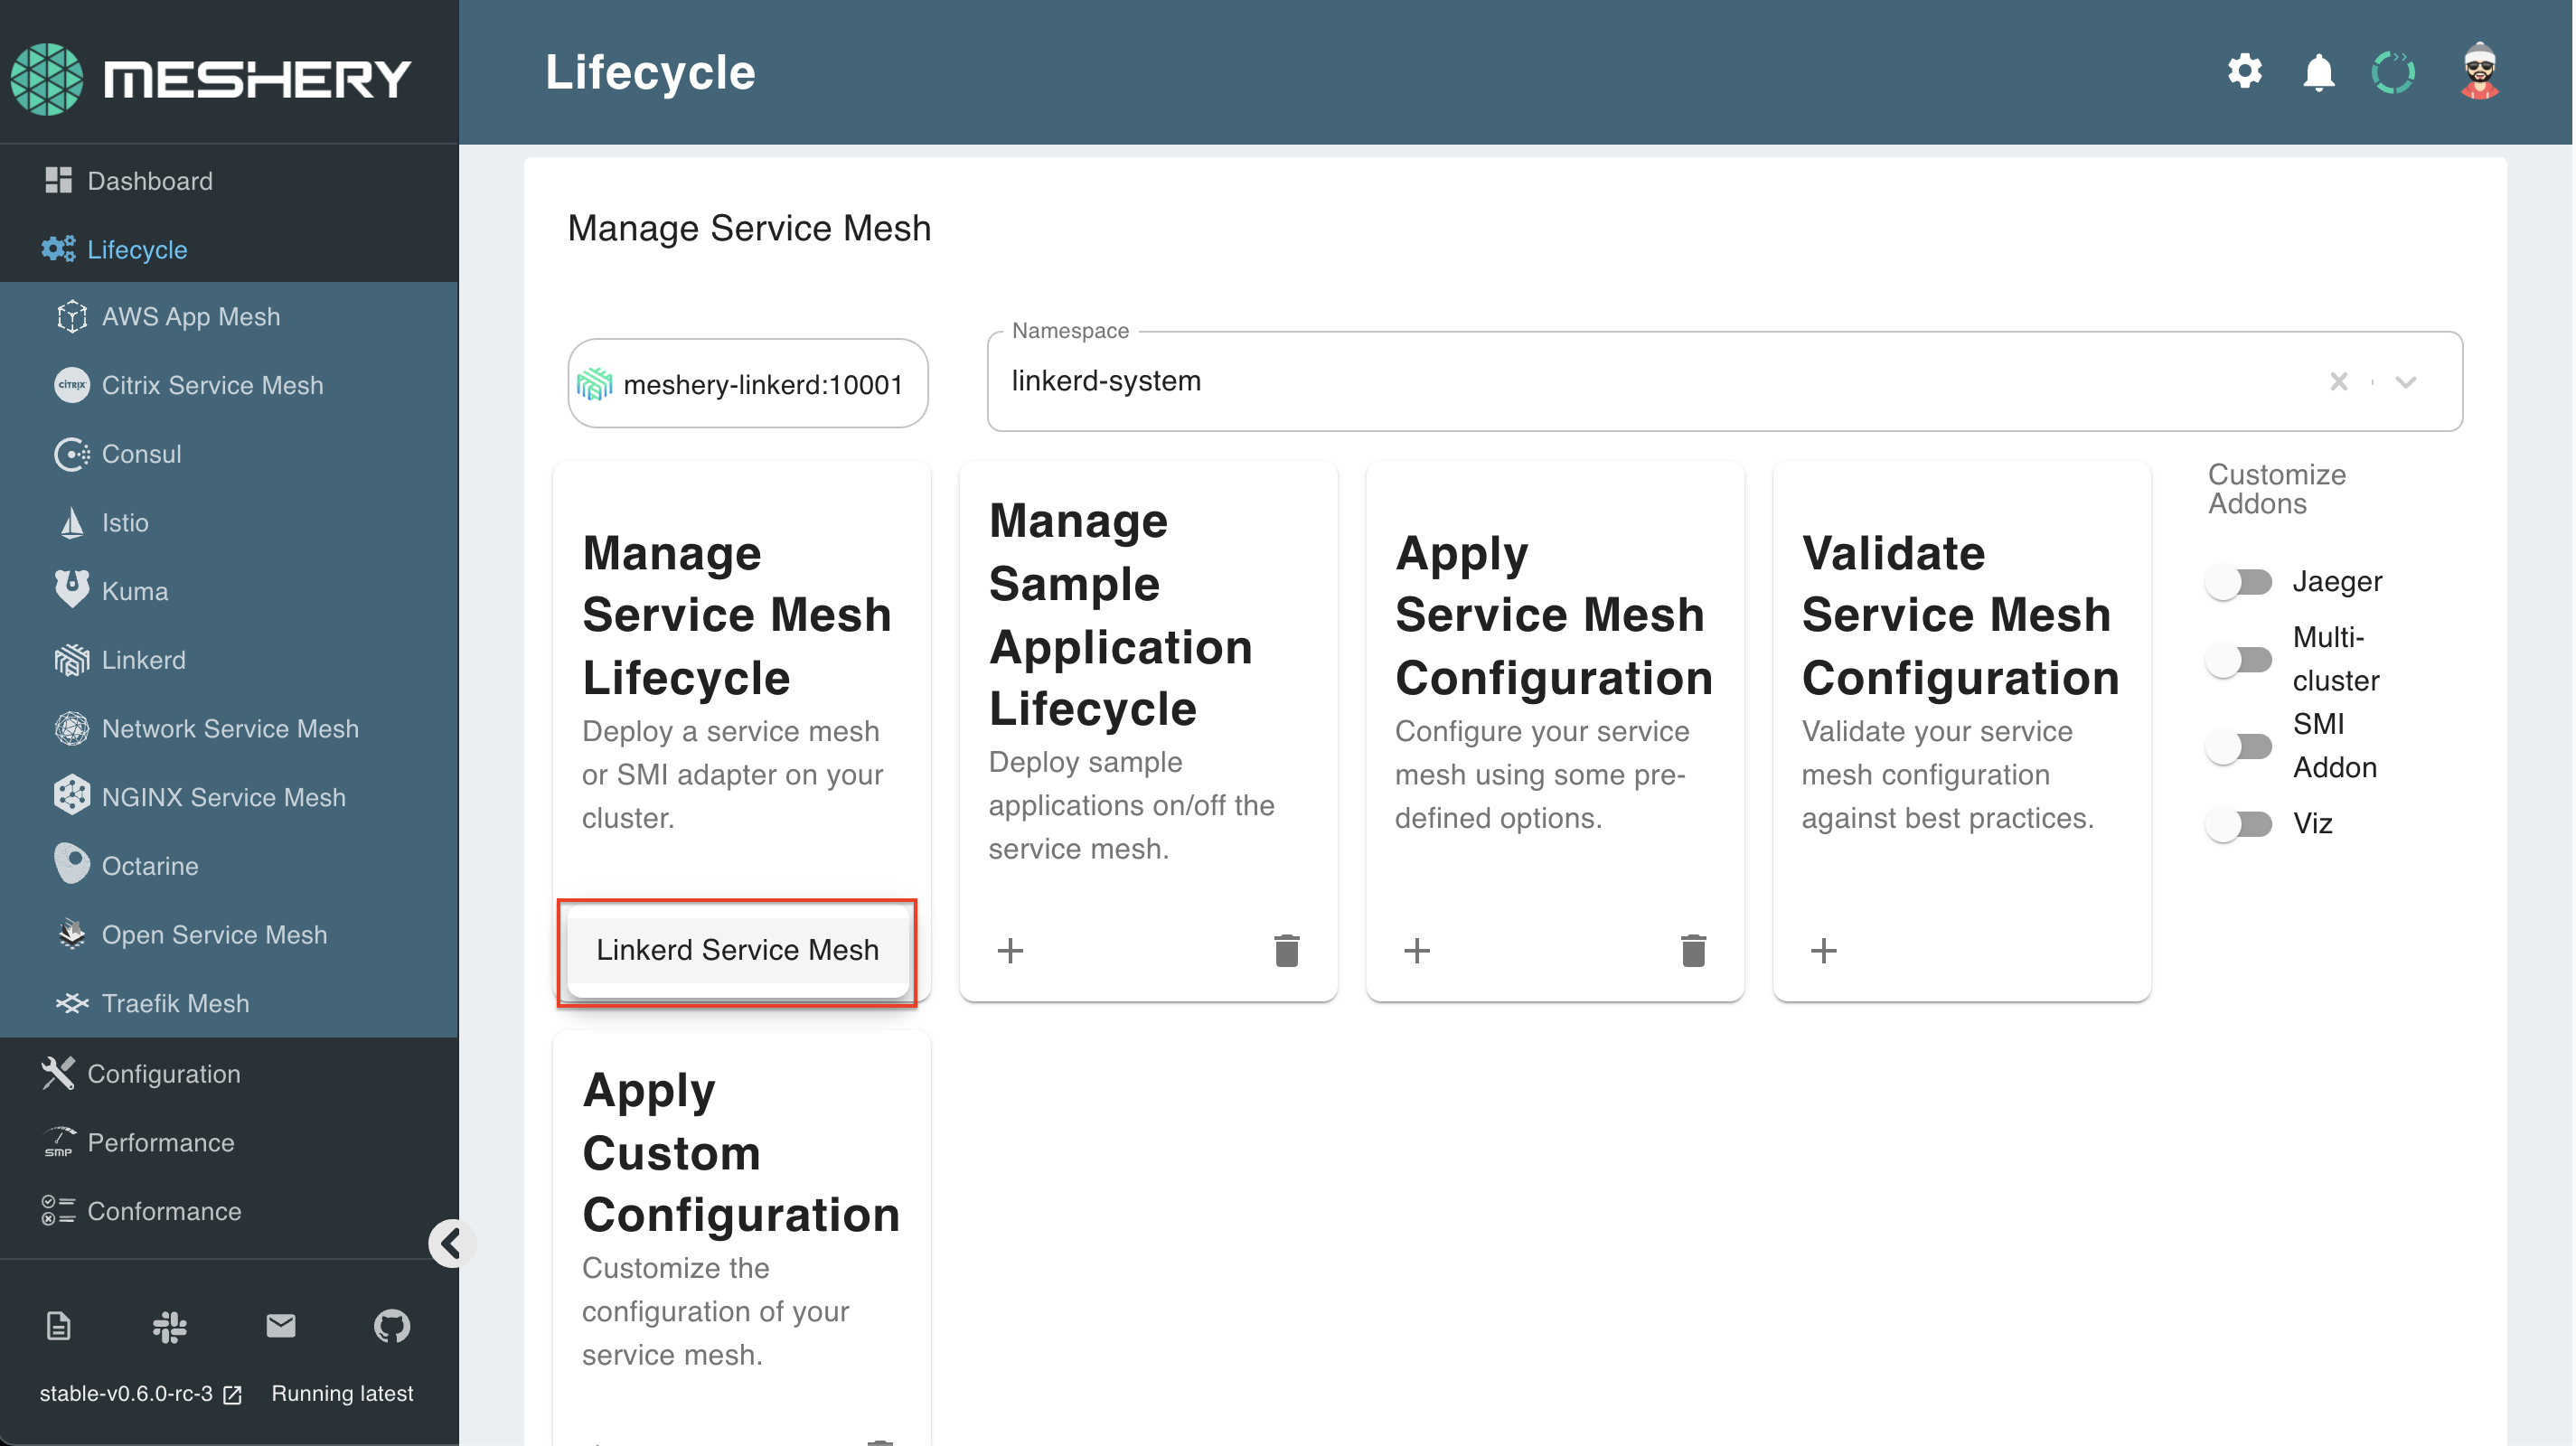 MESHERY
Lifecycle
Dashboard
Lifecycle
AWS App Mesh
citrix
Citrix Service Mesh
Consul
Istio
Kuma
Linkerd
Network Service Mesh
NGINX Service Mesh
Octarine
Open Service Mesh
Traefik Mesh
Configuration
SMP
Performance
Conformance
stable-v0.6.0-rc-3
Running latest
Manage Service Mesh
meshery-linkerd:10001
Namespace
linkerd-system
Manage
Service Mesh
Lifecycle
Deploy a service mesh
or SMI adapter on your
cluster.
Linkerd Service Mesh
Manage
Sample
Application
Lifecycle
Deploy sample
applications on/off the
service mesh.
Apply
Service Mesh
Configuration
Configure your service
mesh using some pre-
defined options.
Validate
Service Mesh
Configuration
Validate your service
mesh configuration
against best practices.
Customize
Addons
Jaeger
Multi-
cluster
SMI
Addon
Viz
Apply
Custom
Configuration
Customize the
configuration of your
service mesh.